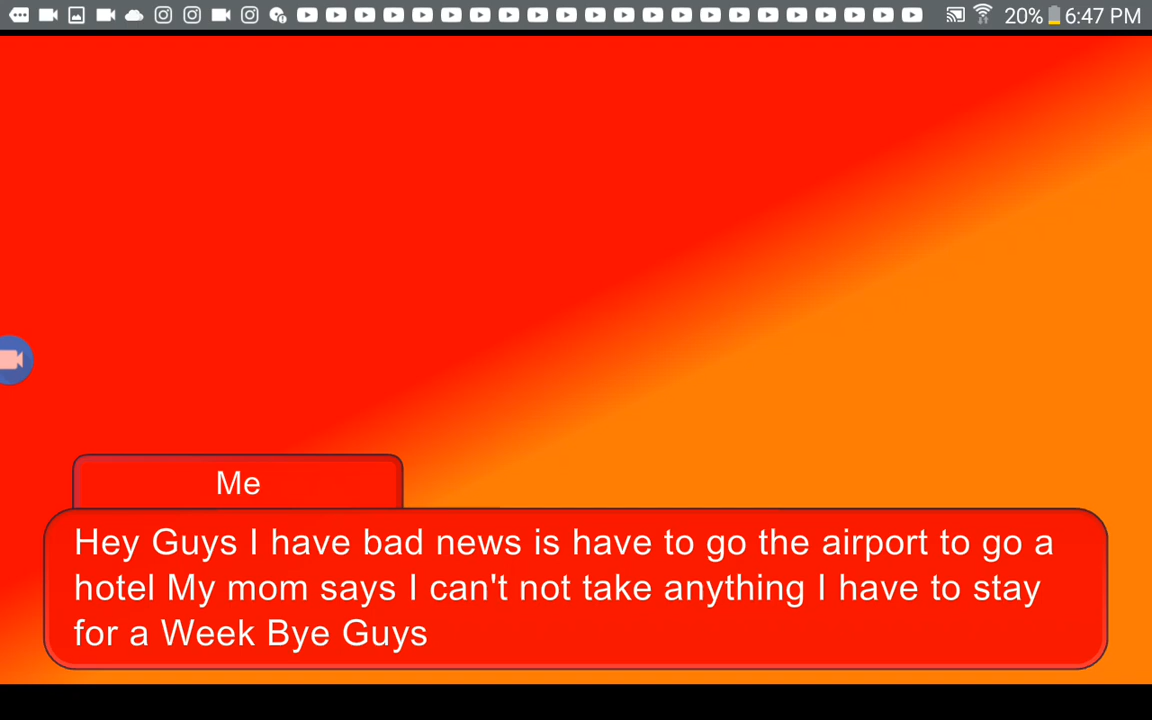 20% 6:47 PM
Me
Hey Guys I have bad news is have to go the airport to go a
hotel My mom says I can't not take anything I have to stay
for a Week Bye Guys